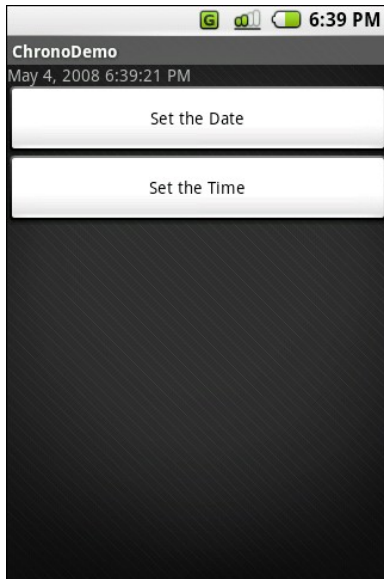 G 6:39 PM
ChronoDemo
May 4, 2008 6:39:21 PM
Set the Date
Set the Time